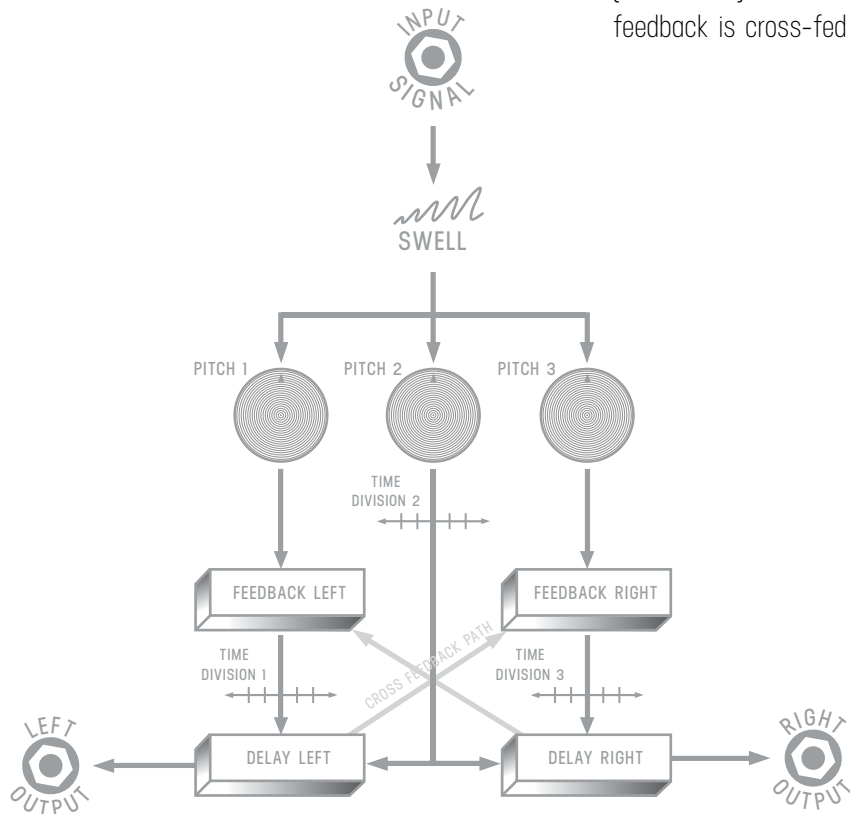 feedback is cross-fed
INPUT
SIGNAL
SWELL
PITCH 1
PITCH 2
PITCH 3
TIME
DIVISION 2
FEEDBACK LEFT
FEEDBACK RIGHT
CROSS FEEDBACK PATH
TIME
DIVISION 1
TIME
DIVISION 3
LEFT
OUTPUT
DELAY LEFT
DELAY RIGHT
RIGHT
OUTPUT